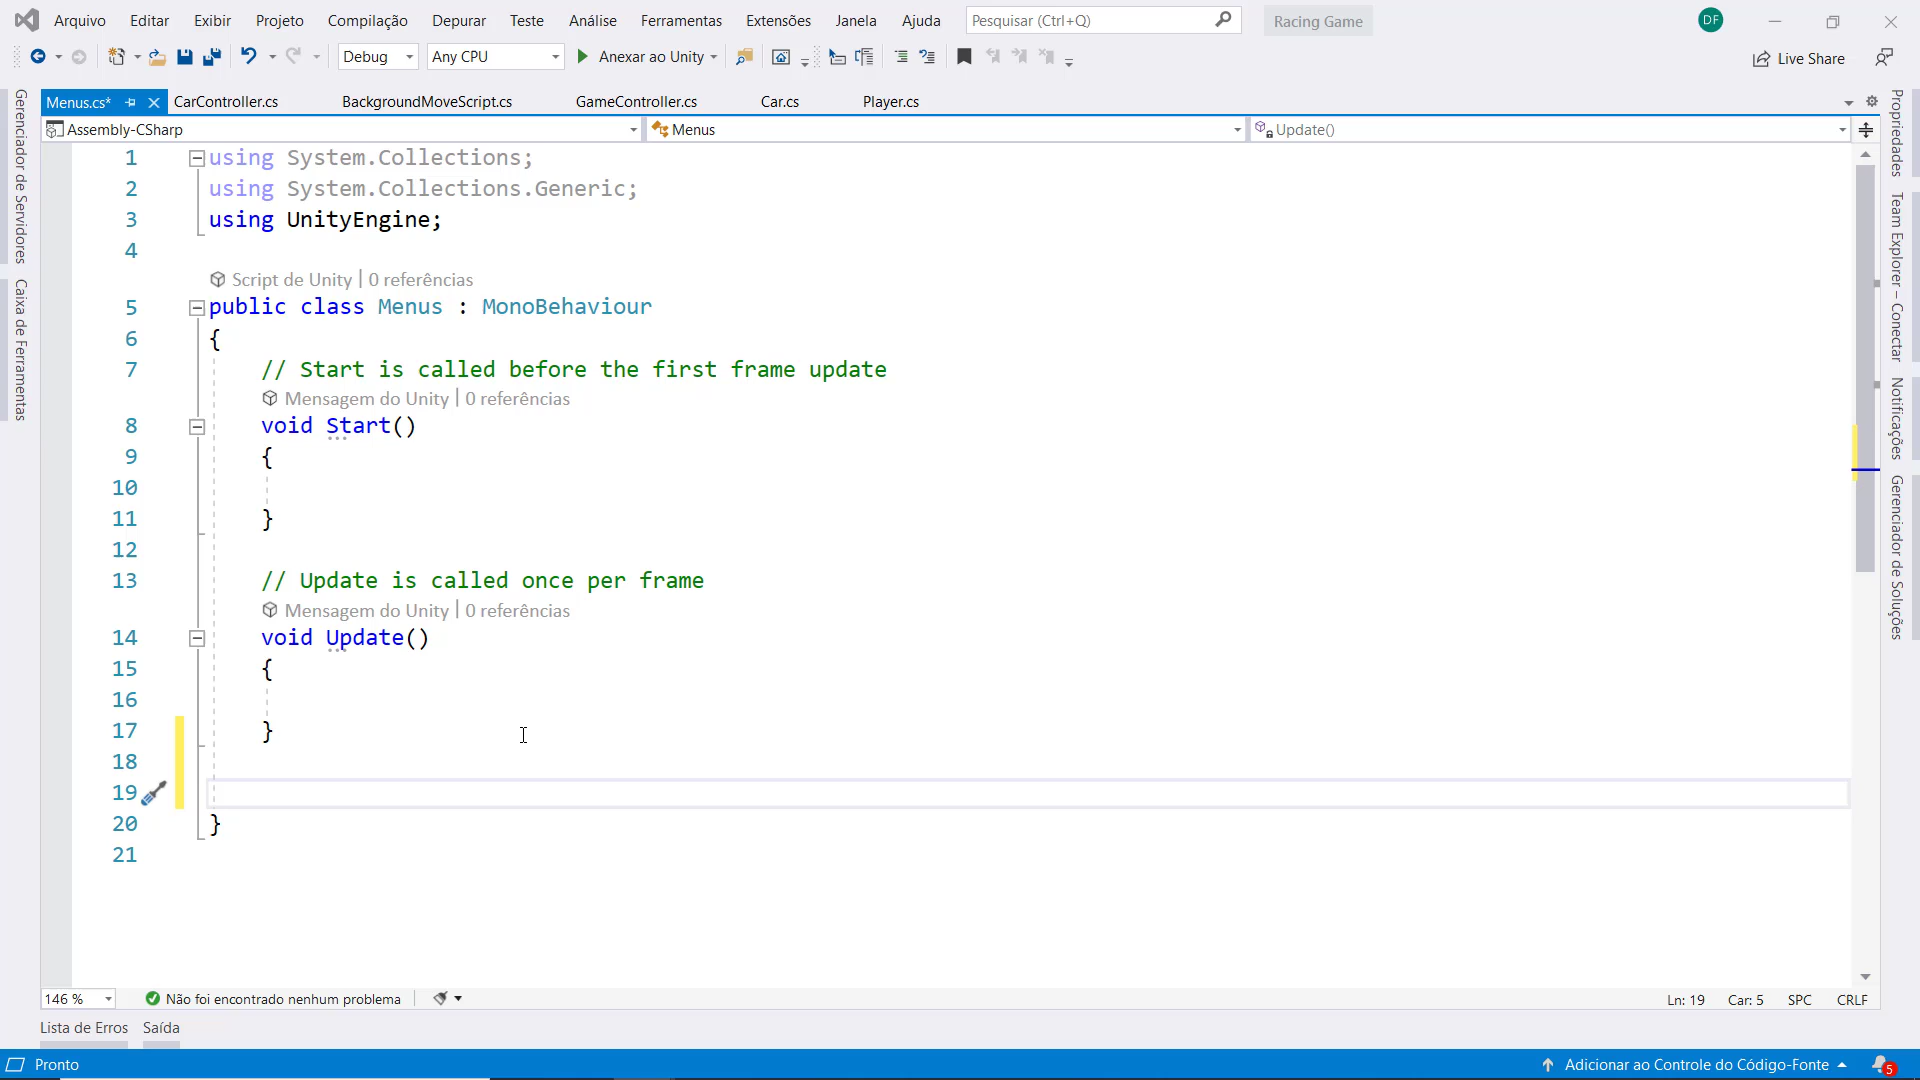 Arquivo Editar Exibir Projeto Compilação Depurar Teste Análise Ferramentas Extensões Janela Ajuda Pesquisar (Ctrl+Q) Racing Game DF
Debug Any CPU Anexar ao Unity Live Share
Menus.cs* CarController.cs BackgroundMoveScript.cs GameController.cs Car.cs Player.cs
Assembly-CSharp Menus Update()
Gerenciador de Servidores
Caixa de Ferramentas
1 using System.Collections;
2 using System.Collections.Generic;
3 using UnityEngine;
4
Script de Unity | 0 referências
5 public class Menus : MonoBehaviour
6 {
7 // Start is called before the first frame update
Mensagem do Unity | 0 referências
8 void Start()
9 {
10
11 }
12
13 // Update is called once per frame
Mensagem do Unity | 0 referências
14 void Update()
15 {
16
17 }
18
19
20 }
21
Propriedades
Team Explorer – Conectar
Notificações
Gerenciador de Soluções
146 % Não foi encontrado nenhum problema Ln: 19 Car: 5 SPC CRLF
Lista de Erros Saída
Pronto Adicionar ao Controle do Código-Fonte 5